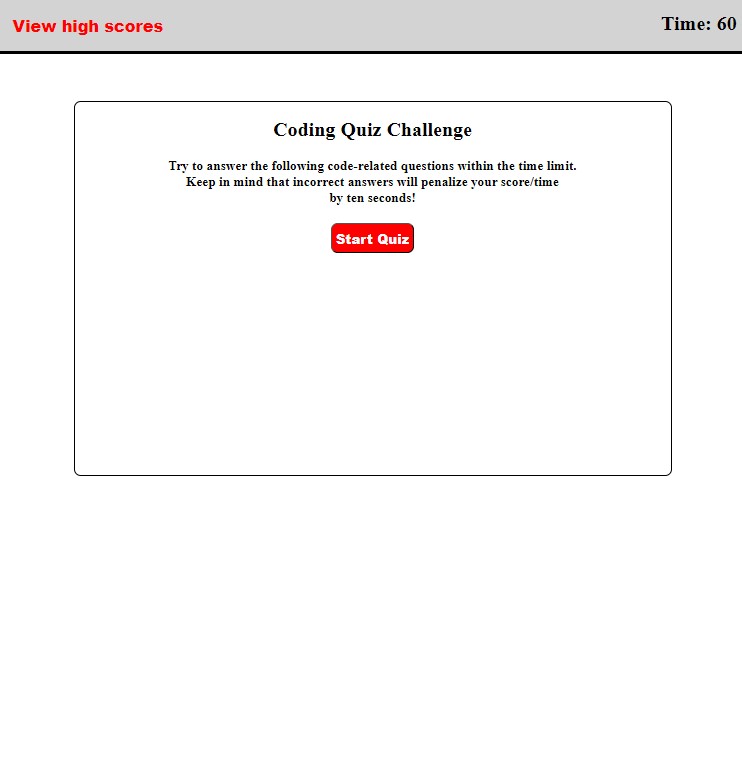 View high scores
Time: 60
Coding Quiz Challenge
Try to answer the following code-related questions within the time limit.
Keep in mind that incorrect answers will penalize your score/time
by ten seconds!
Start Quiz